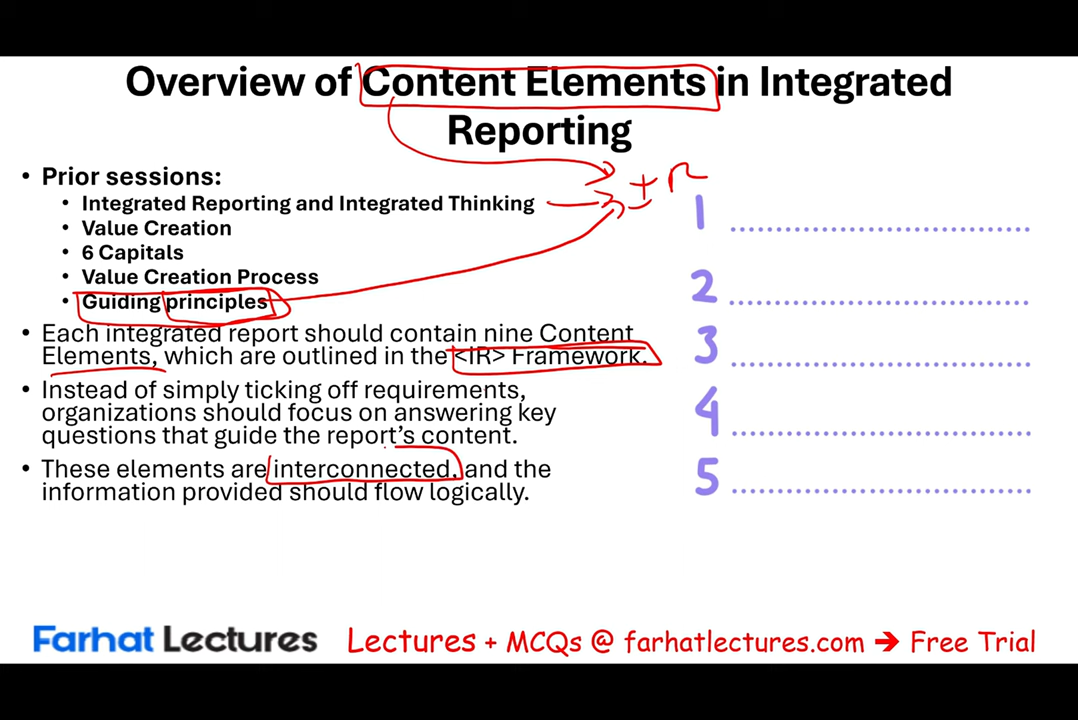 Overview of Content Elements in Integrated
Reporting
• Prior sessions:
• Integrated Reporting and Integrated Thinking
• Value Creation
• 6 Capitals
• Value Creation Process
• Guiding principles
• Each integrated report should contain nine Content
Elements, which are outlined in the <IR> Framework.
• Instead of simply ticking off requirements,
organizations should focus on answering key
questions that guide the report's content.
• These elements are interconnected, and the
information provided should flow logically.
1
2
3
4
5
Farhat Lectures
Lectures + MCQs @ farhatlectures.com ➔ Free Trial